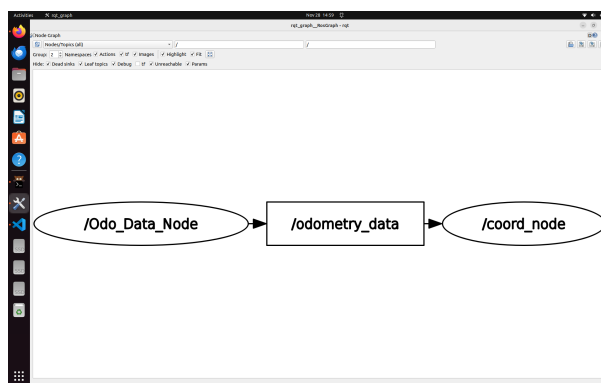 Activities rqt_graph Nov 28 14:59
rqt_graph__RosGraph - rqt
Node Graph
Nodes/Topics (all) / /
Group: 2 Namespaces Actions tf Images Highlight Fit
Hide: Dead sinks Leaf topics Debug tf Unreachable Params
/Odo_Data_Node /odometry_data /coord_node